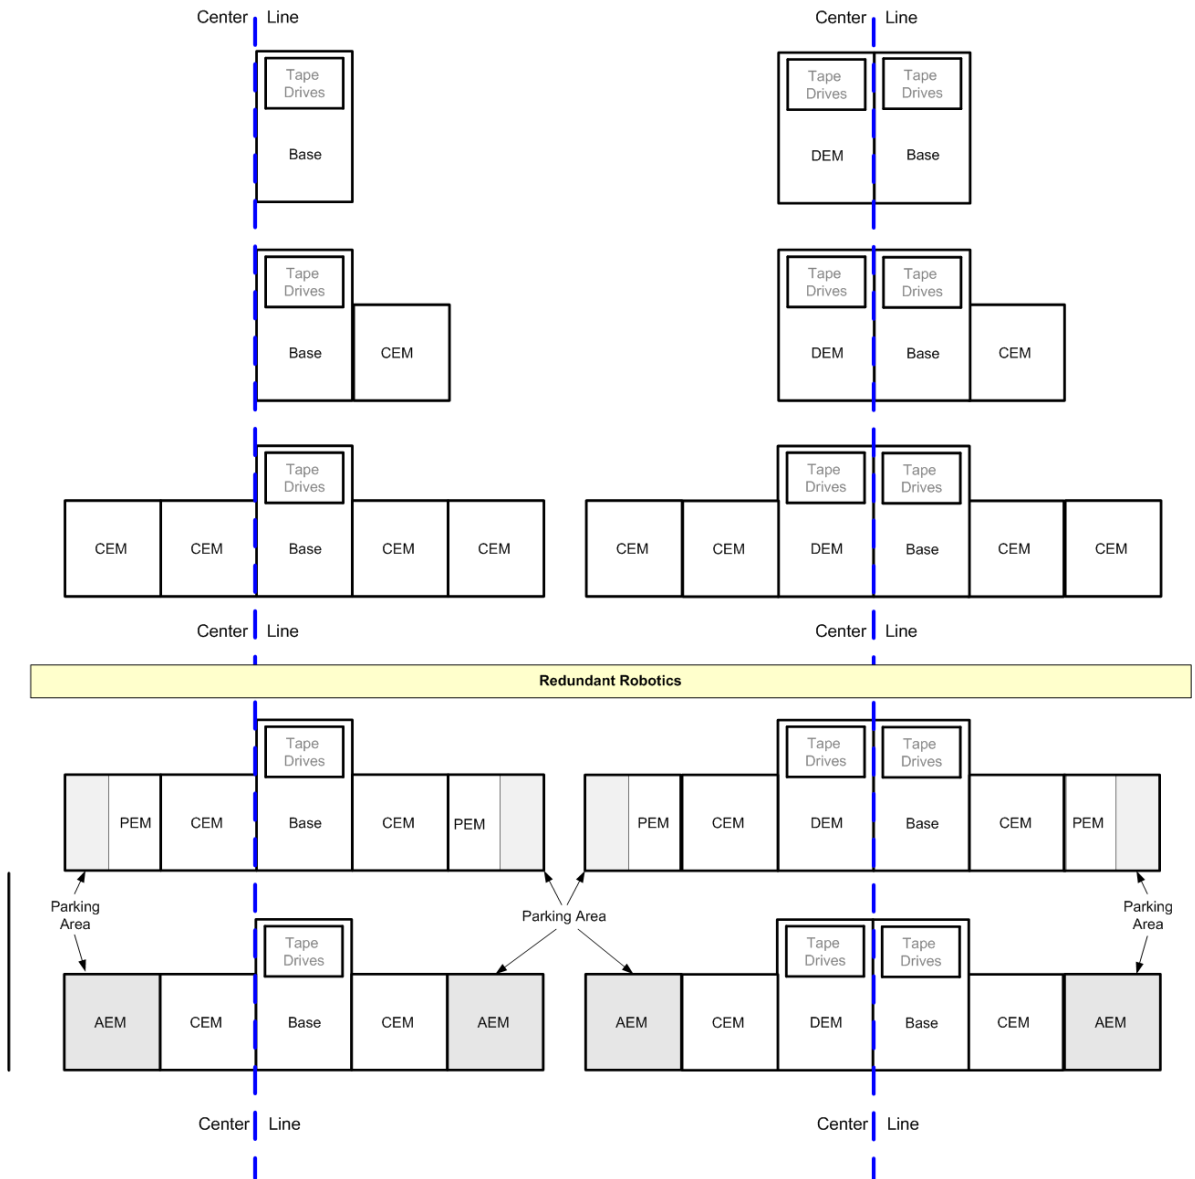 Center Line Center Line
Tape Tape Tape
Drives Drives Drives
Base DEM Base
Tape Tape Tape
Drives Drives Drives
Base CEM DEM Base CEM
Tape Tape Tape
Drives Drives Drives
CEM CEM Base CEM CEM CEM CEM DEM Base CEM CEM
Center Line Center Line
Redundant Robotics
Tape Tape Tape
Drives Drives Drives
PEM CEM Base CEM PEM PEM CEM DEM Base CEM PEM
Parking Parking Area Parking
Area Area
Tape Tape Tape
Drives Drives Drives
AEM CEM Base CEM AEM AEM CEM DEM Base CEM AEM
Center Line Center Line